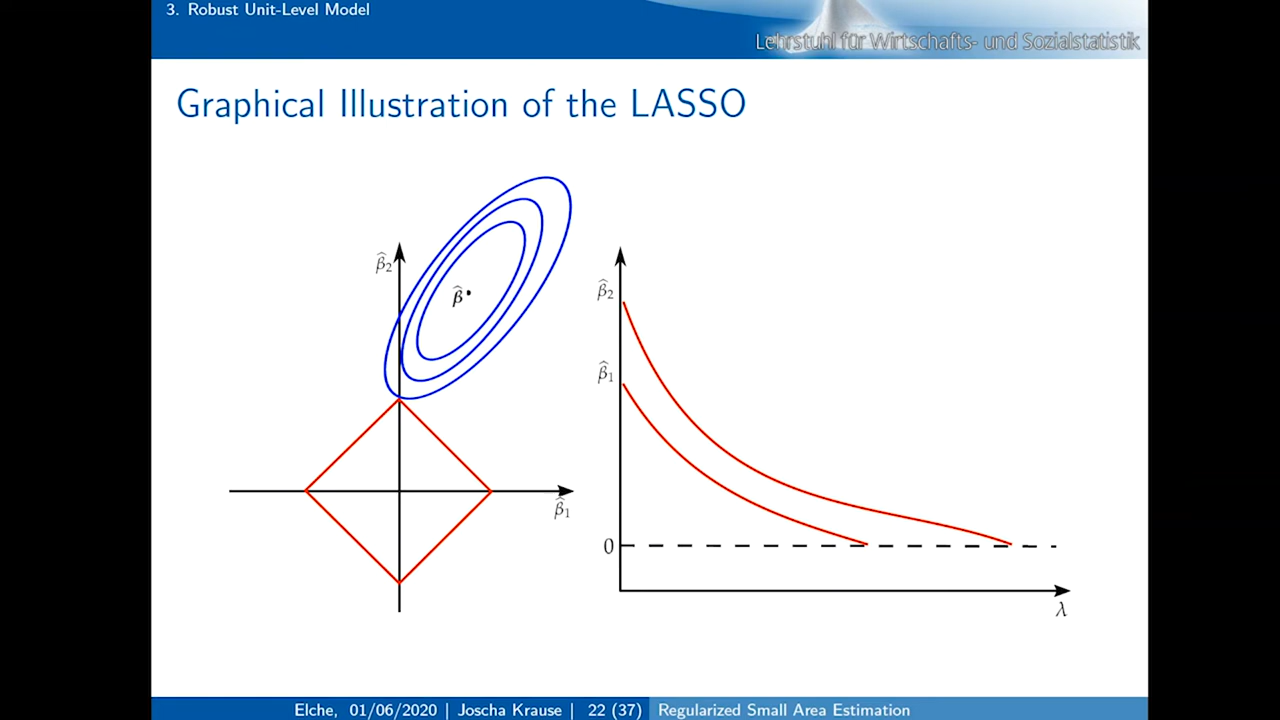 3. Robust Unit-Level Model
Lehrstuhl für Wirtschafts- und Sozialstatistik
Graphical Illustration of the LASSO
β̂₂
β̂
β̂₁
β̂₂
β̂₁
0
λ
Elche, 01/06/2020 | Joscha Krause | 22 (37) Regularized Small Area Estimation